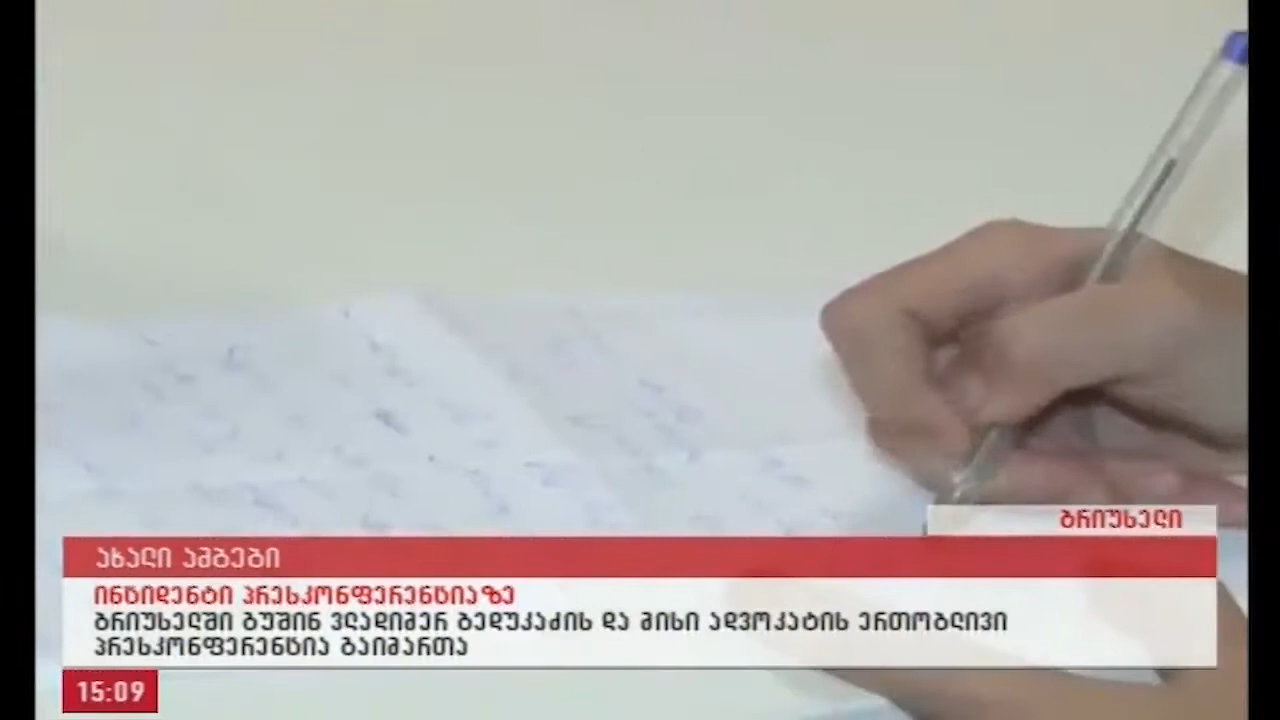 ბრიუსელი
ახალი ამბები
ინციდენტი პრესკონფერენციაზე
ბრიუსელში გუშინ ვლადიმერ ბედუკაძის და მისი ადვოკატის ერთობლივი
პრესკონფერენცია გაიმართა
15:09